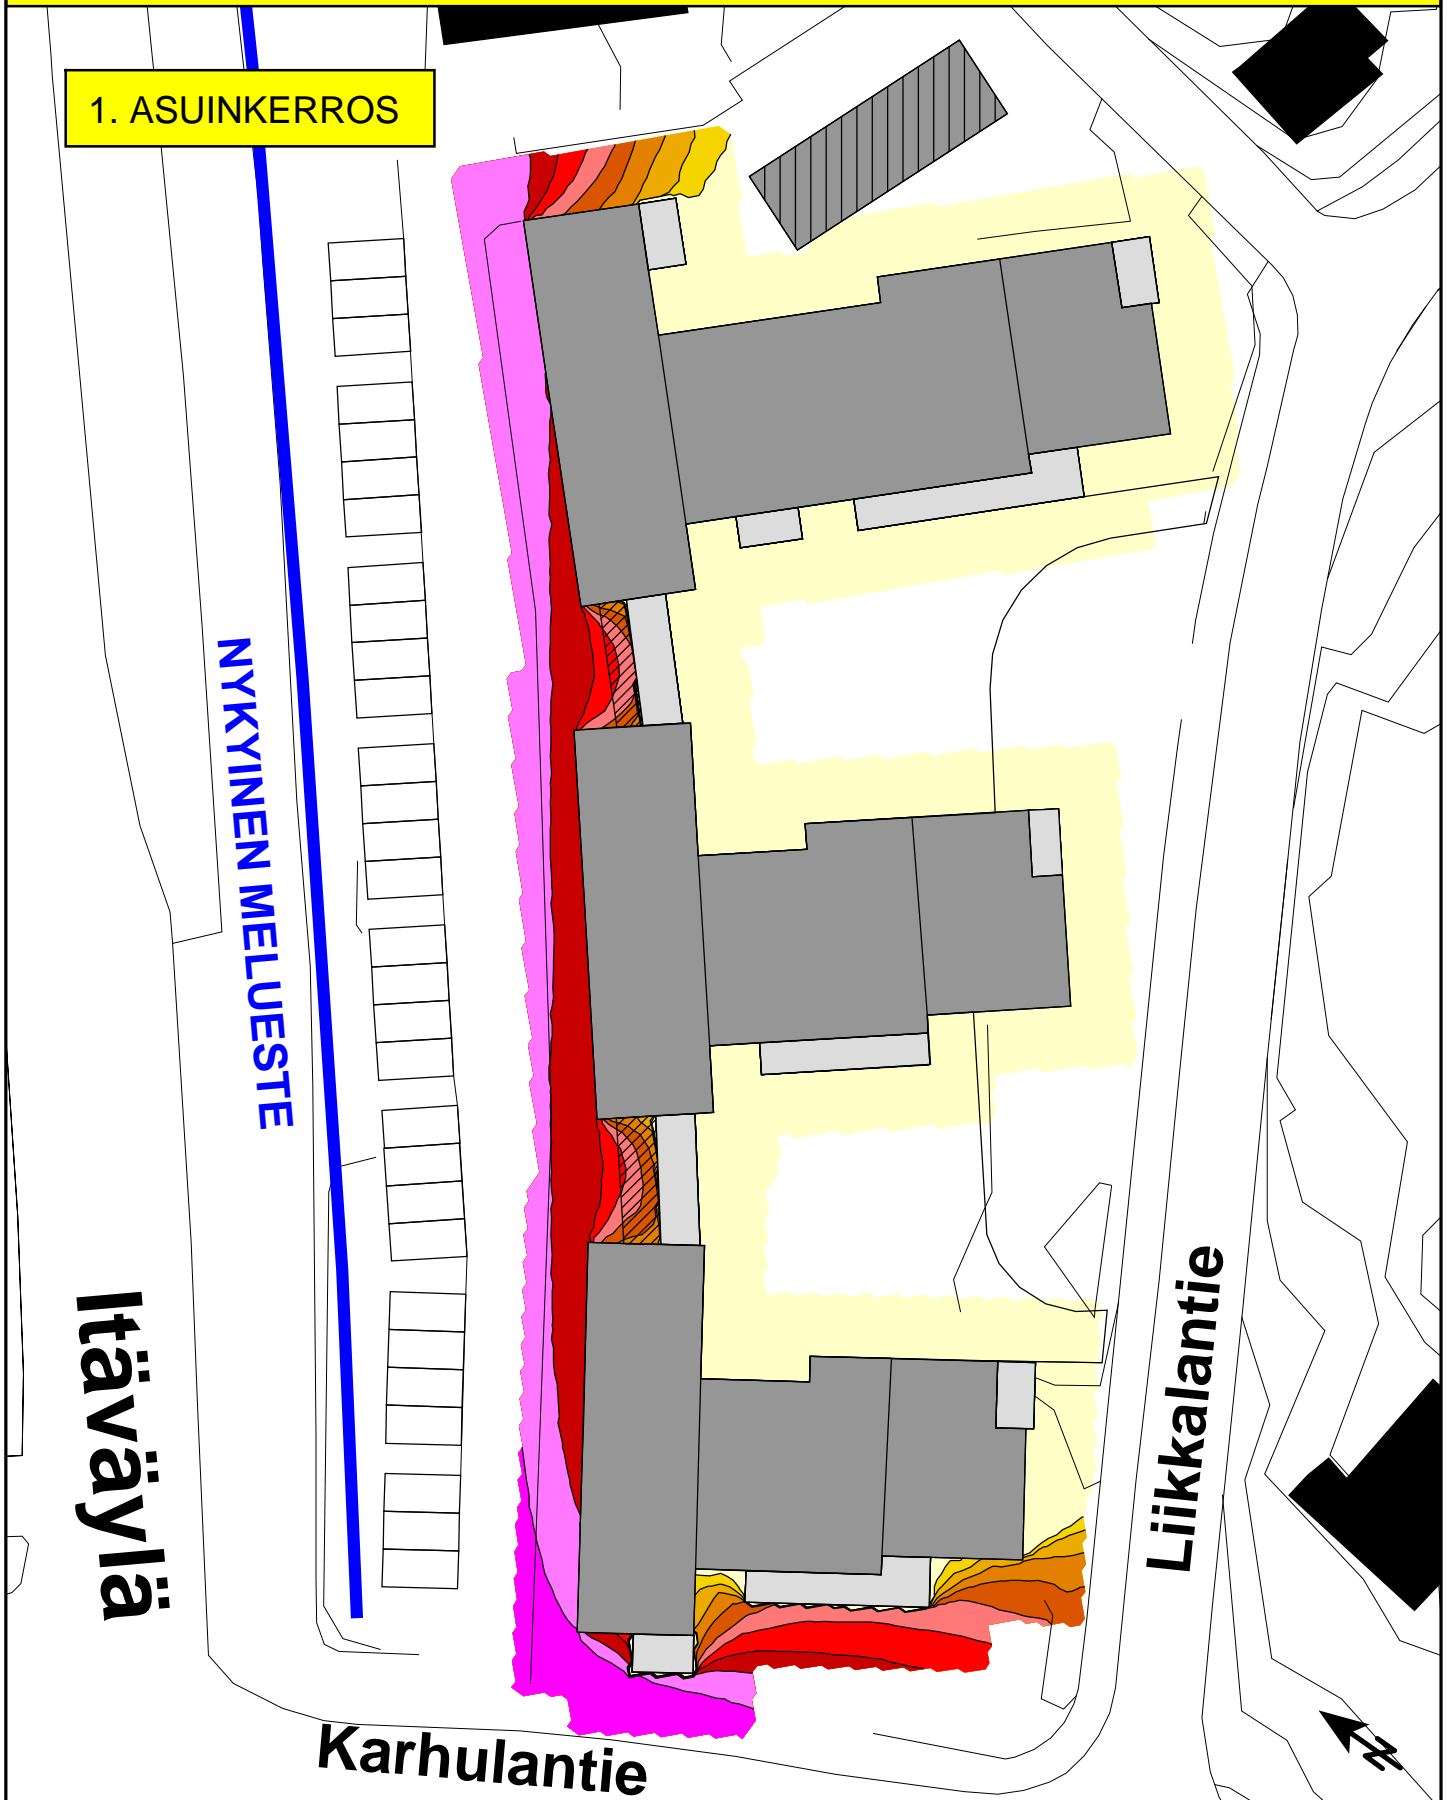 1. ASUINKERROS
NYKYINEN MELUESTE
Itäväylä
Liikkalantie
Karhulantie
N